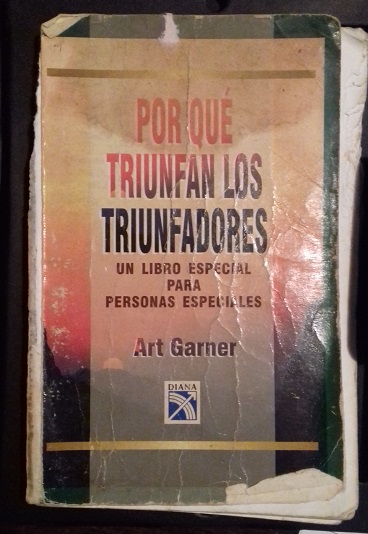 POR QUÉ
TRIUNFAN LOS
TRIUNFADORES
UN LIBRO ESPECIAL
PARA
PERSONAS ESPECIALES
Art Garner
DIANA